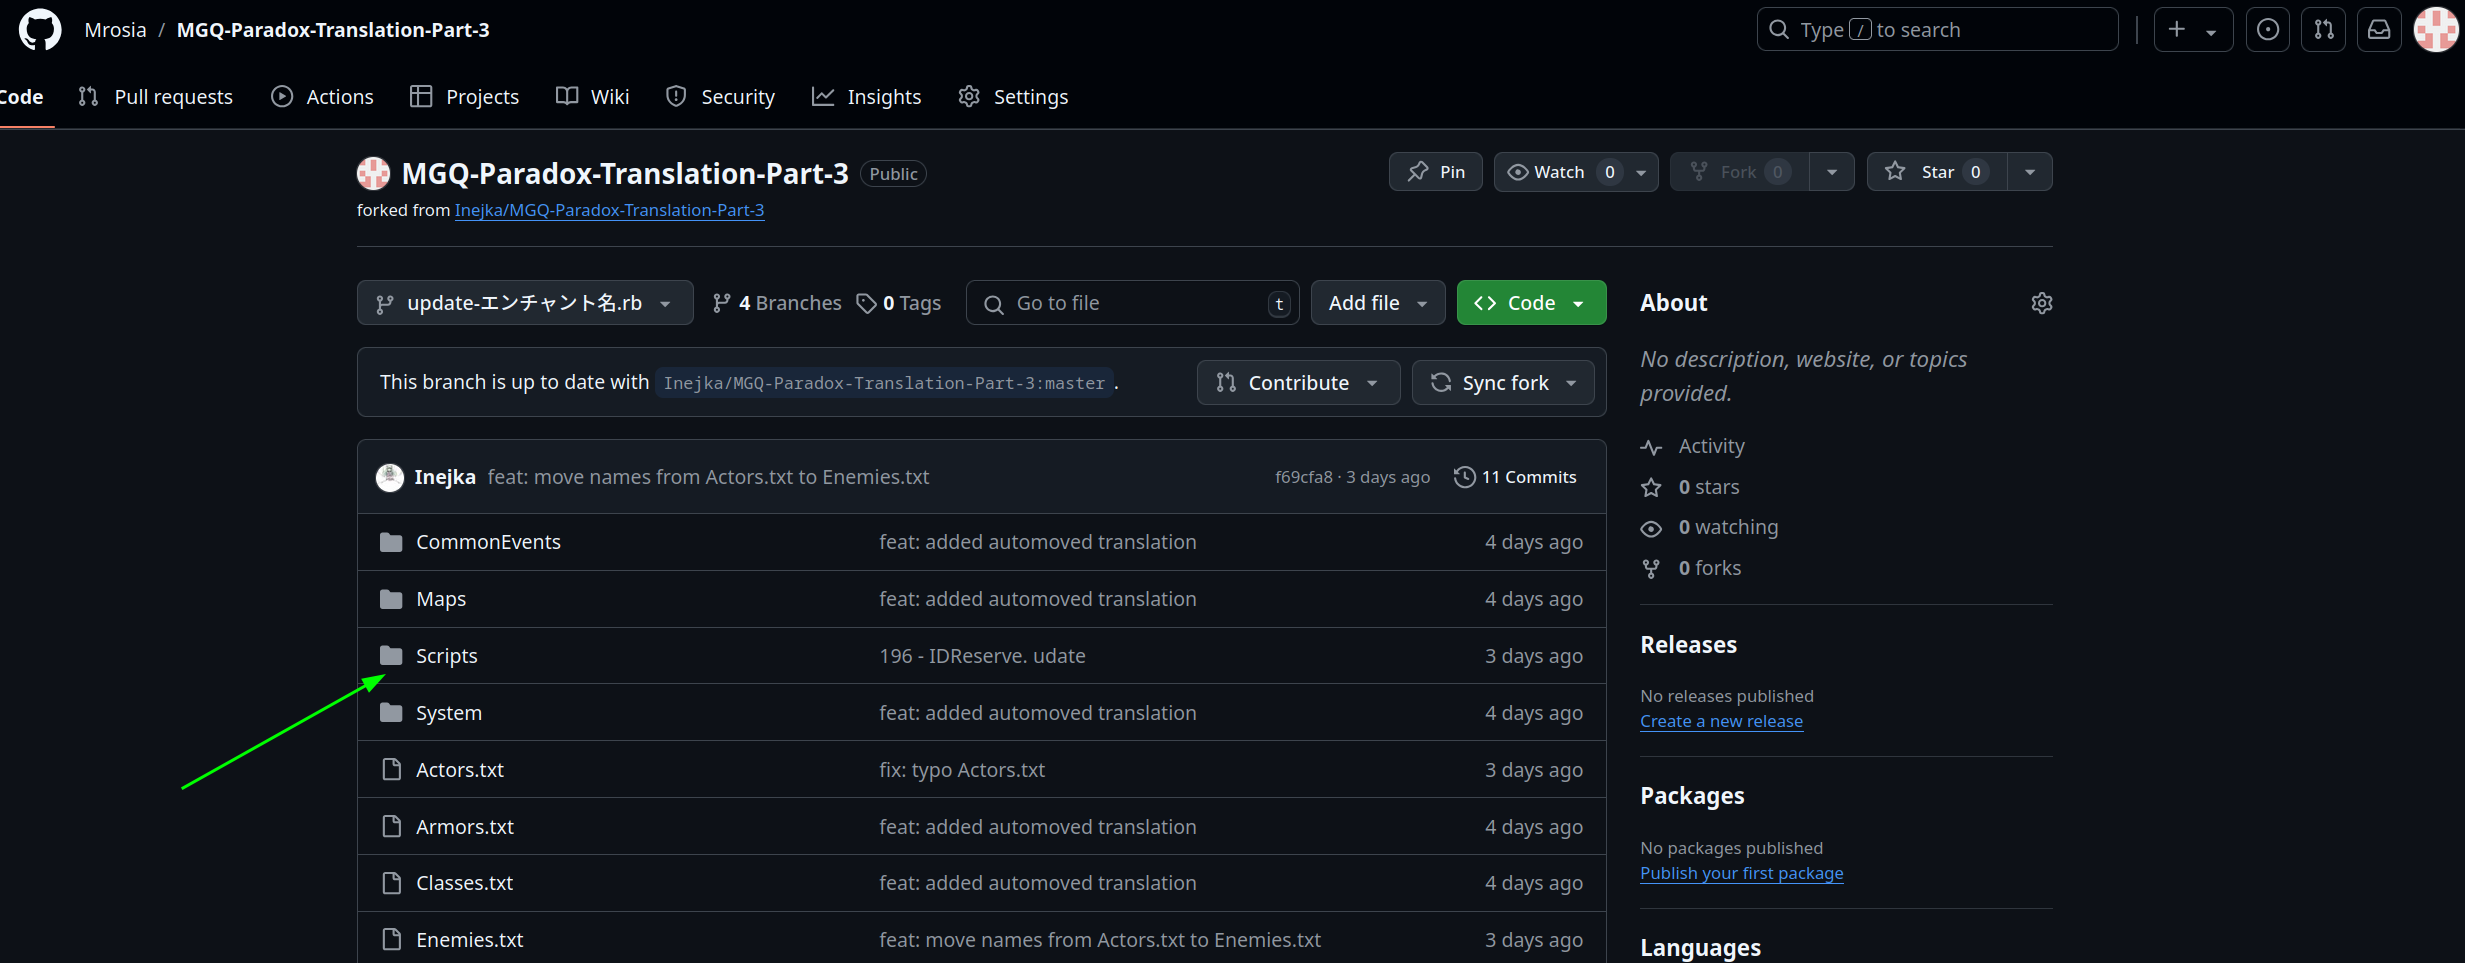 Mrosia / MGQ-Paradox-Translation-Part-3
Type / to search
Code Pull requests Actions Projects Wiki Security Insights Settings
MGQ-Paradox-Translation-Part-3 Public
Pin Watch 0 Fork 0 Star 0
forked from Inejka/MGQ-Paradox-Translation-Part-3
update-エンチャント名.rb 4 Branches 0 Tags Go to file t Add file Code
This branch is up to date with Inejka/MGQ-Paradox-Translation-Part-3:master .
Contribute Sync fork
Inejka feat: move names from Actors.txt to Enemies.txt f69cfa8 · 3 days ago 11 Commits
CommonEvents feat: added automoved translation 4 days ago
Maps feat: added automoved translation 4 days ago
Scripts 196 - IDReserve. udate 3 days ago
System feat: added automoved translation 4 days ago
Actors.txt fix: typo Actors.txt 3 days ago
Armors.txt feat: added automoved translation 4 days ago
Classes.txt feat: added automoved translation 4 days ago
Enemies.txt feat: move names from Actors.txt to Enemies.txt 3 days ago
About
No description, website, or topics
provided.
Activity
0 stars
0 watching
0 forks
Releases
No releases published
Create a new release
Packages
No packages published
Publish your first package
Languages